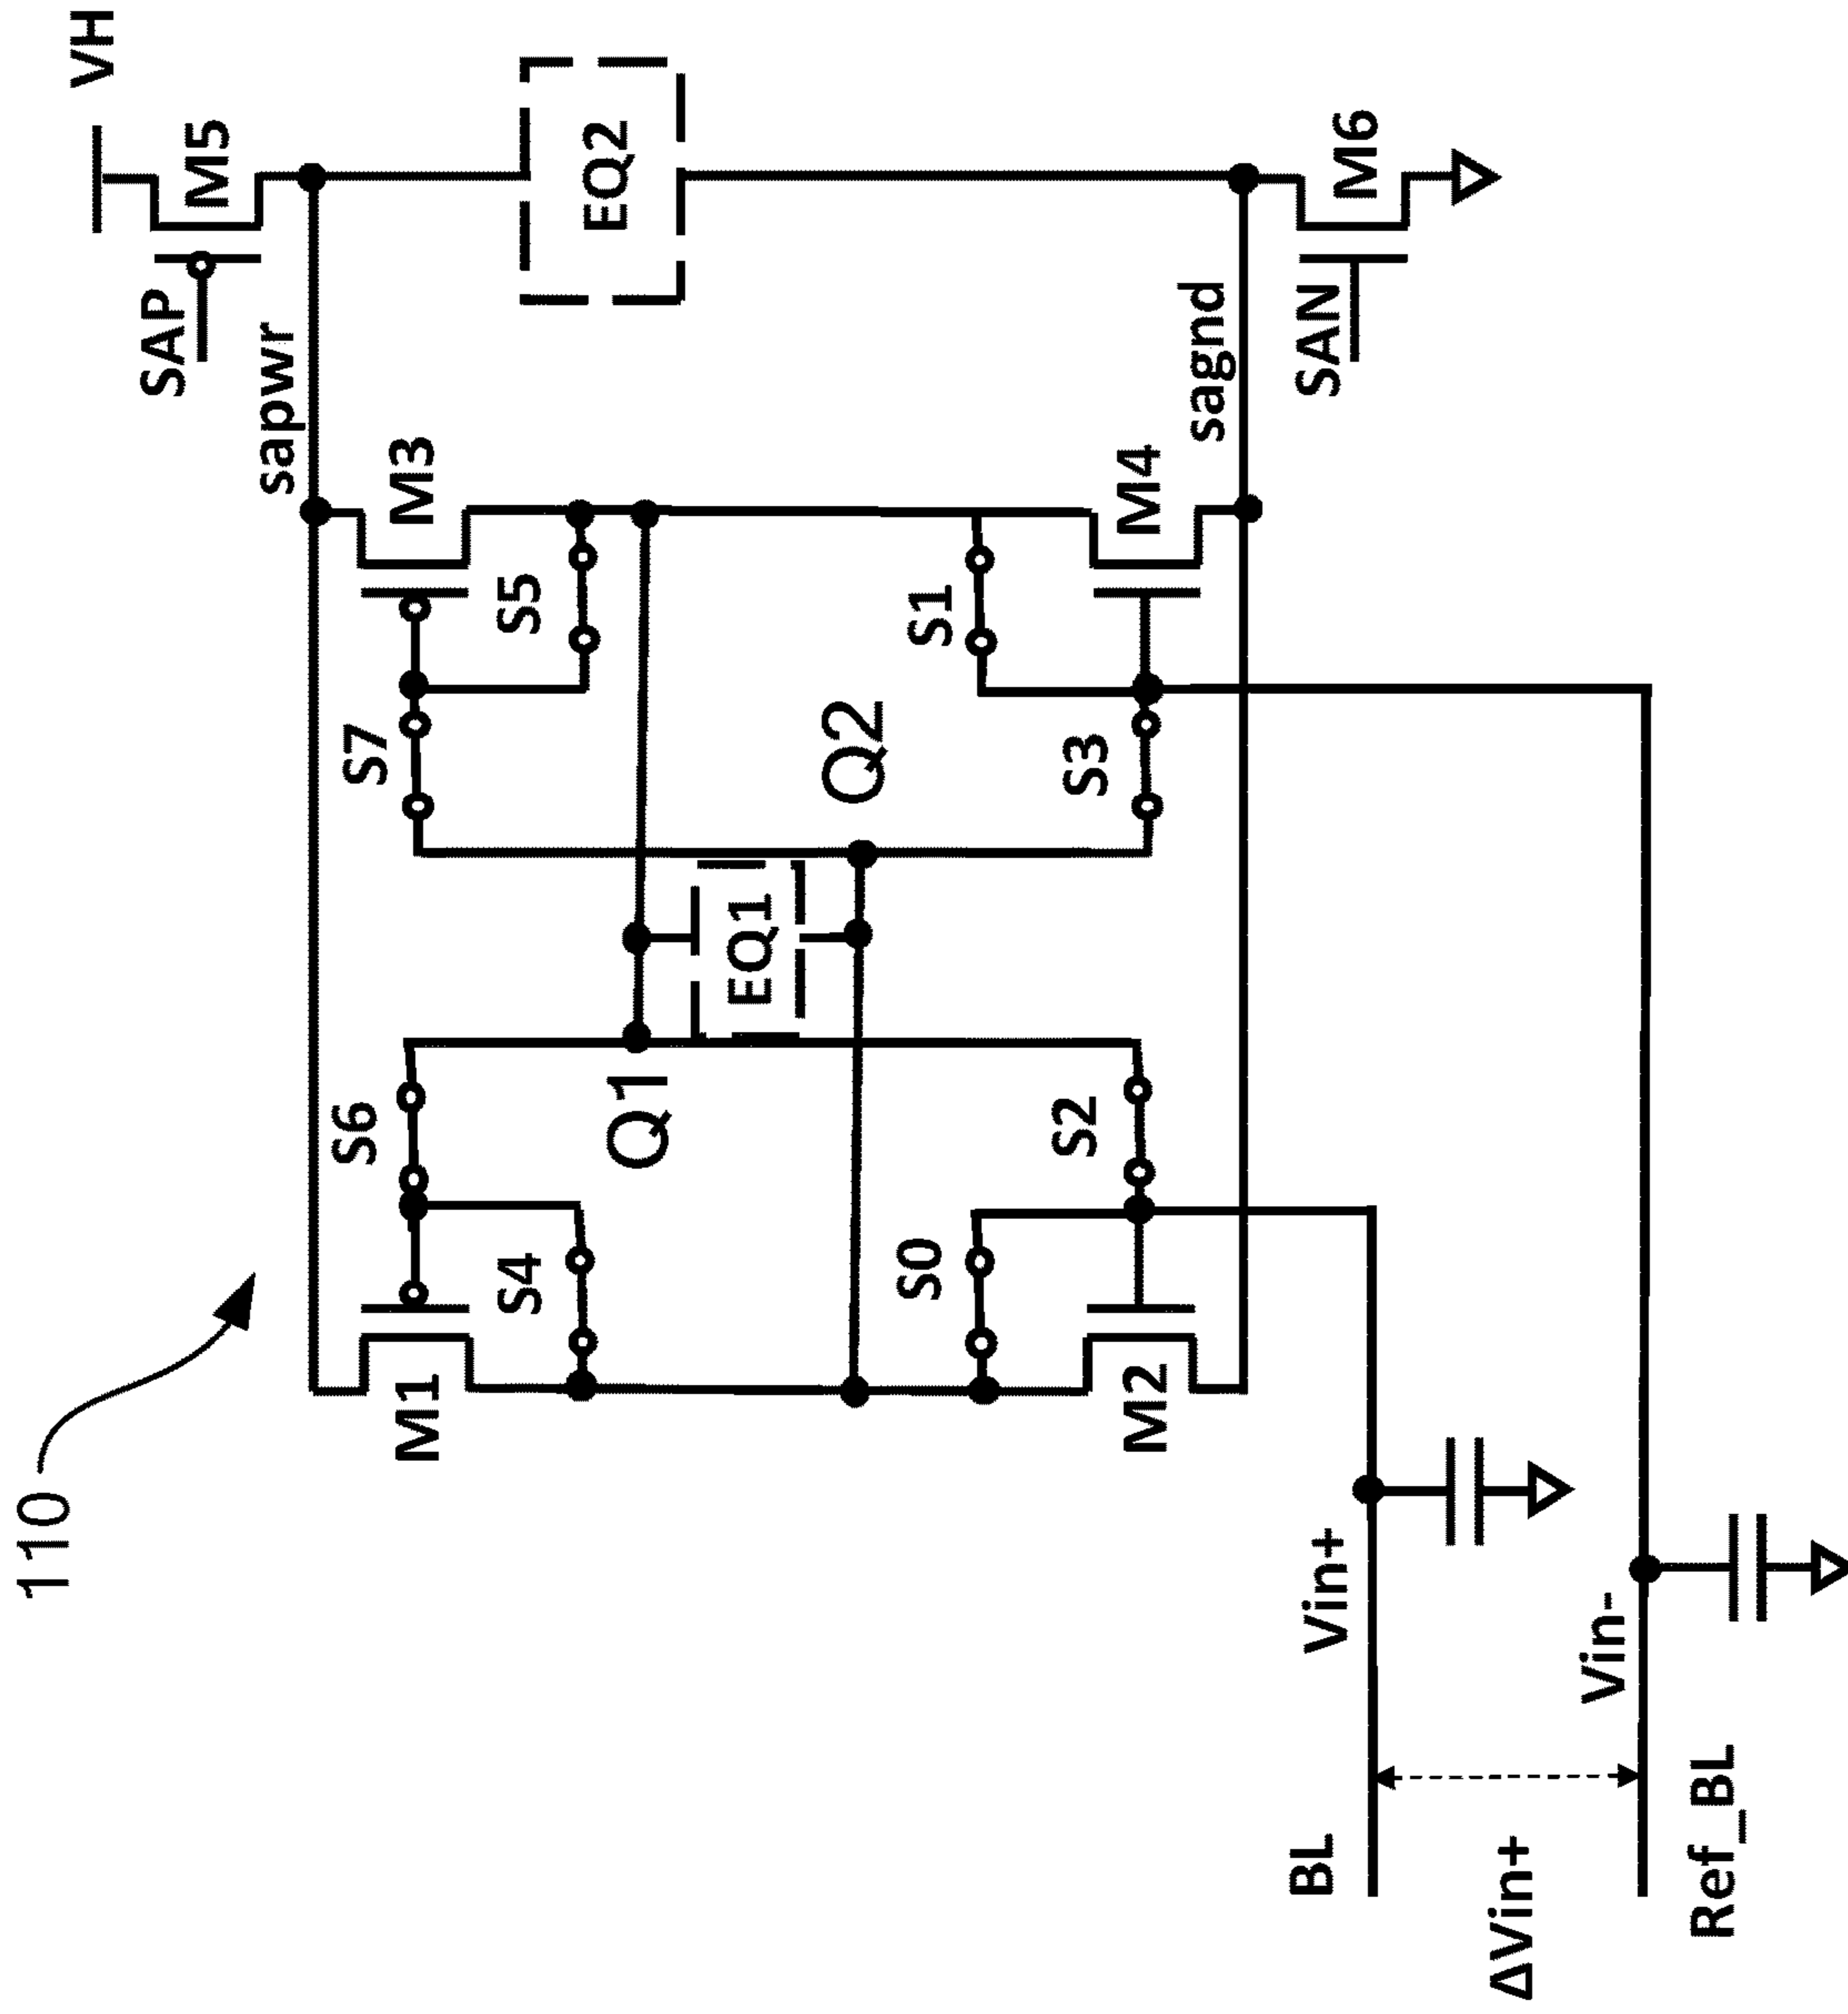 110
VH
SAP
M5
sapwr
M1
S6
S7
M3
S4
S5
EQ2
Q1
EQ1
Q2
S0
S1
M2
S2
S3
M4
sagnd
SAN
M6
BL
Vin+
ΔVin+
Vin-
Ref_BL